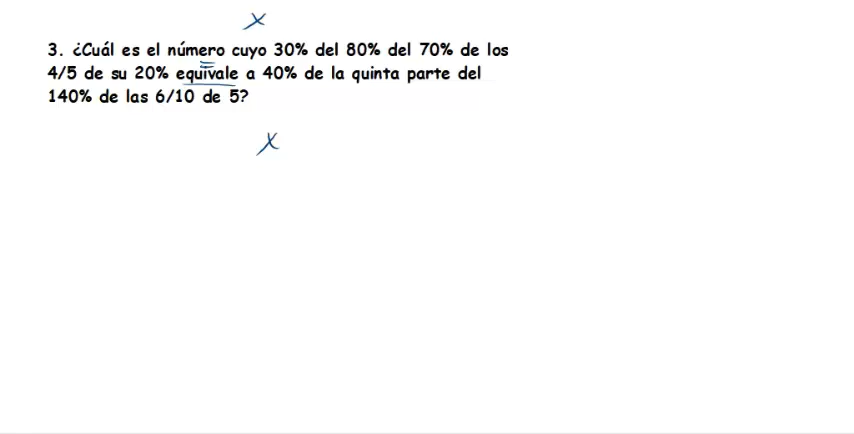 x
3. ¿Cuál es el número cuyo 30% del 80% del 70% de los
4/5 de su 20% equivale a 40% de la quinta parte del
140% de las 6/10 de 5?
x